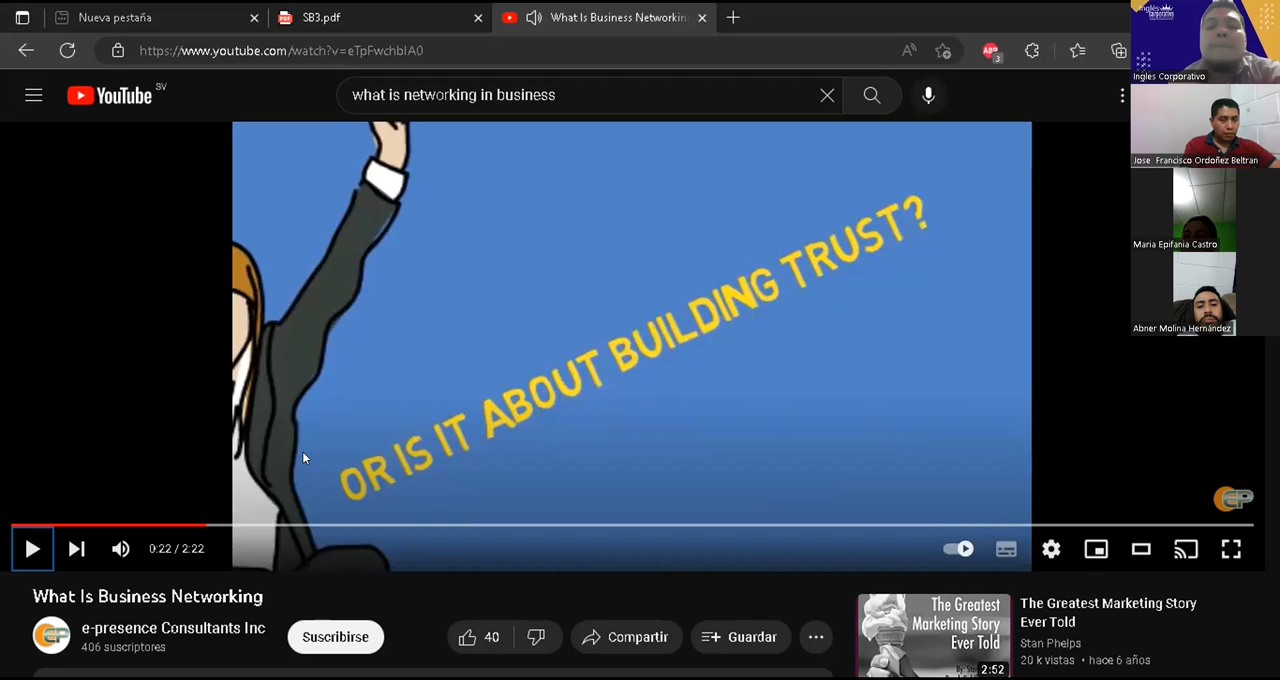 Nueva pestaña
SB3.pdf
What Is Business Networkin
https://www.youtube.com/watch?v=eTpFwchbIA0
ABP
3
YouTube
SV
what is networking in business
OR IS IT ABOUT BUILDING TRUST?
0:22 / 2:22
What Is Business Networking
e-presence Consultants Inc
406 suscriptores
Suscribirse
40
Compartir
Guardar
The Greatest
Marketing Story
Ever Told
2:52
The Greatest Marketing Story
Ever Told
Stan Phelps
20 k vistas • hace 6 años
Inglés
Corporativo
Ingles Corporativo
Jose Francisco Ordoñez Beltran
Maria Epifania Castro
Abner Molina Hernández